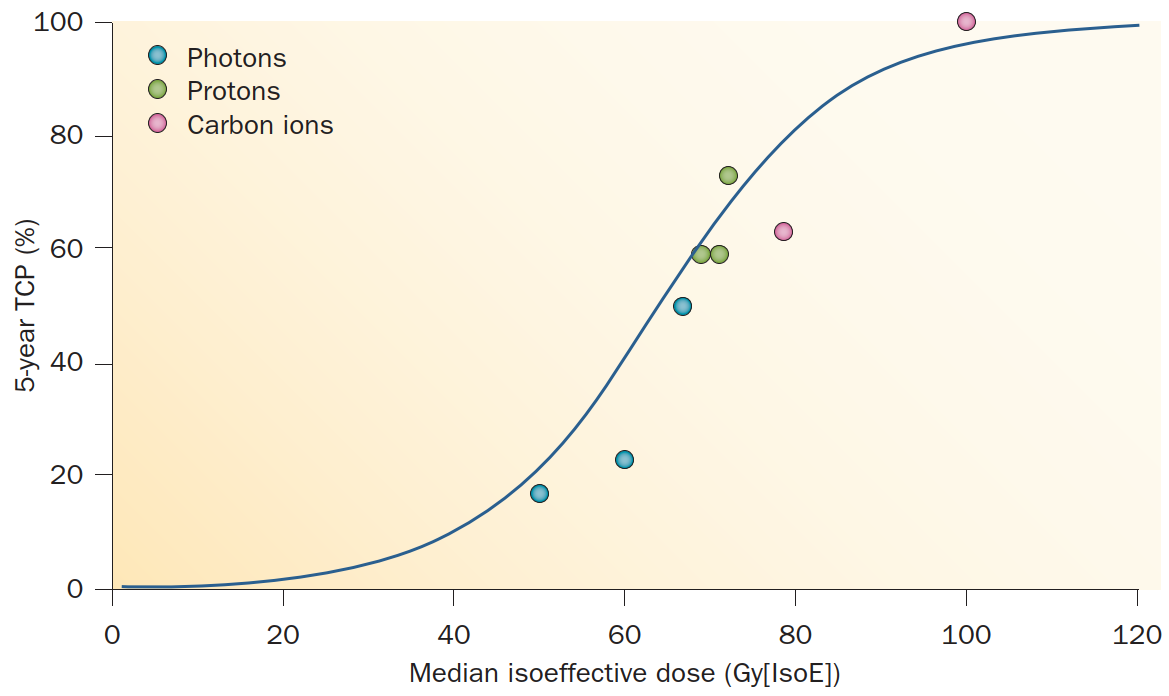 100
Photons
Protons
Carbon ions
80
60
40
20
0
5-year TCP (%)
0 20 40 60 80 100 120
Median isoeffective dose (Gy[IsoE])